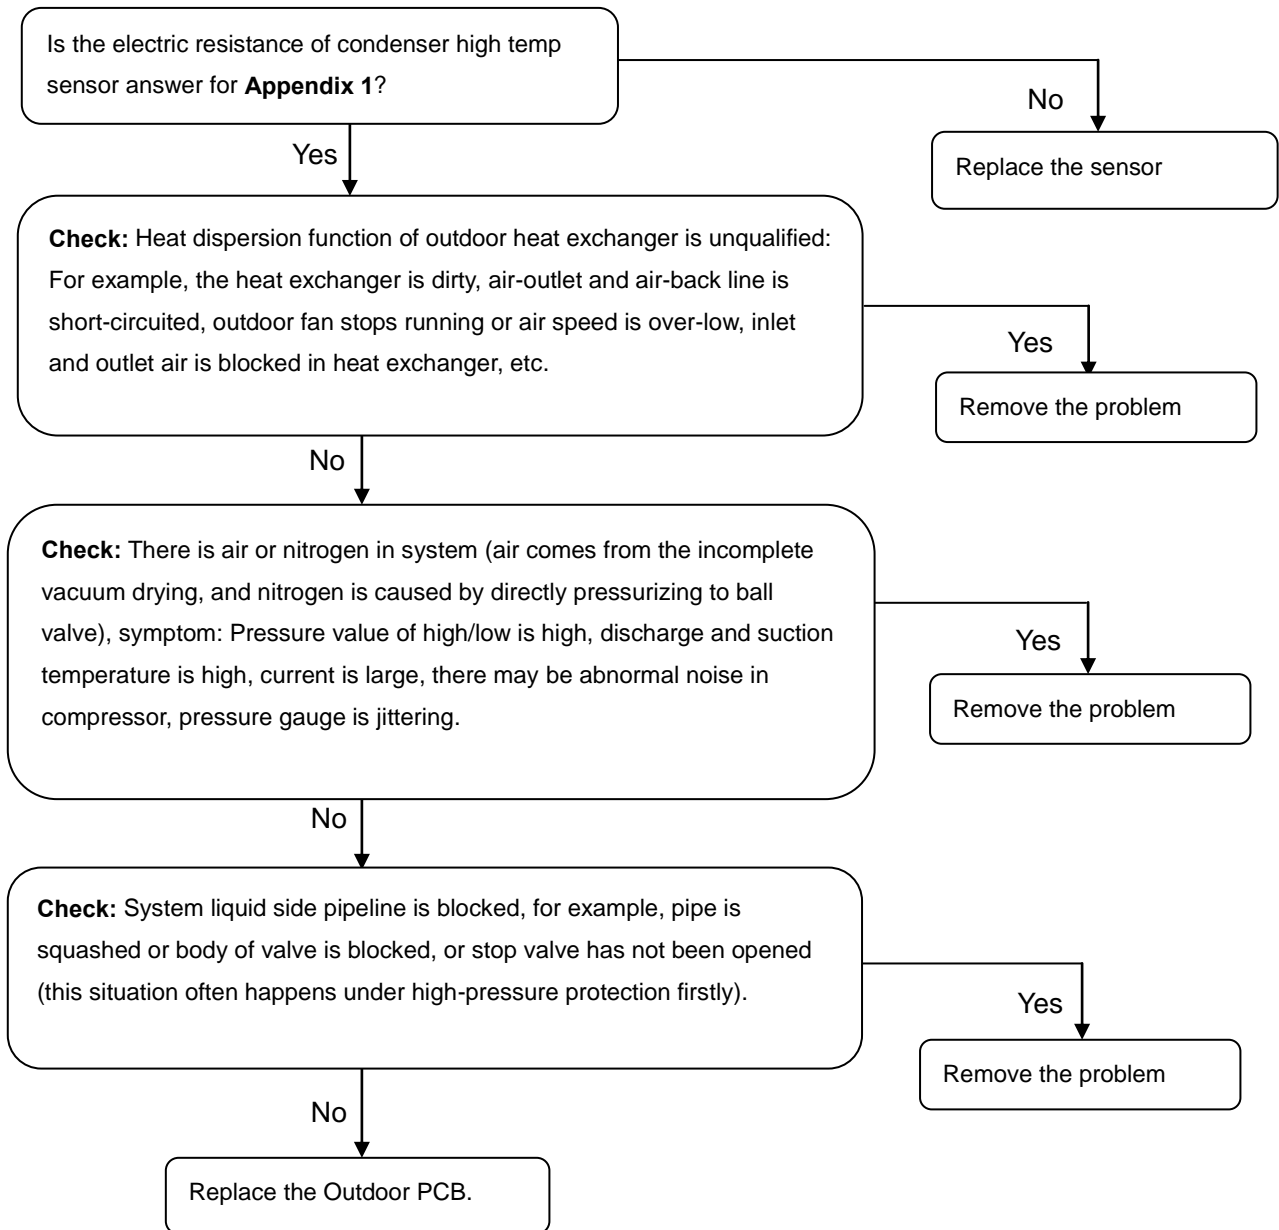 Is the electric resistance of condenser high temp
sensor answer for Appendix 1?
No
Yes
Replace the sensor
Check: Heat dispersion function of outdoor heat exchanger is unqualified:
For example, the heat exchanger is dirty, air-outlet and air-back line is
short-circuited, outdoor fan stops running or air speed is over-low, inlet
and outlet air is blocked in heat exchanger, etc.
Yes
Remove the problem
No
Check: There is air or nitrogen in system (air comes from the incomplete
vacuum drying, and nitrogen is caused by directly pressurizing to ball
valve), symptom: Pressure value of high/low is high, discharge and suction
temperature is high, current is large, there may be abnormal noise in
compressor, pressure gauge is jittering.
Yes
Remove the problem
No
Check: System liquid side pipeline is blocked, for example, pipe is
squashed or body of valve is blocked, or stop valve has not been opened
(this situation often happens under high-pressure protection firstly).
Yes
Remove the problem
No
Replace the Outdoor PCB.